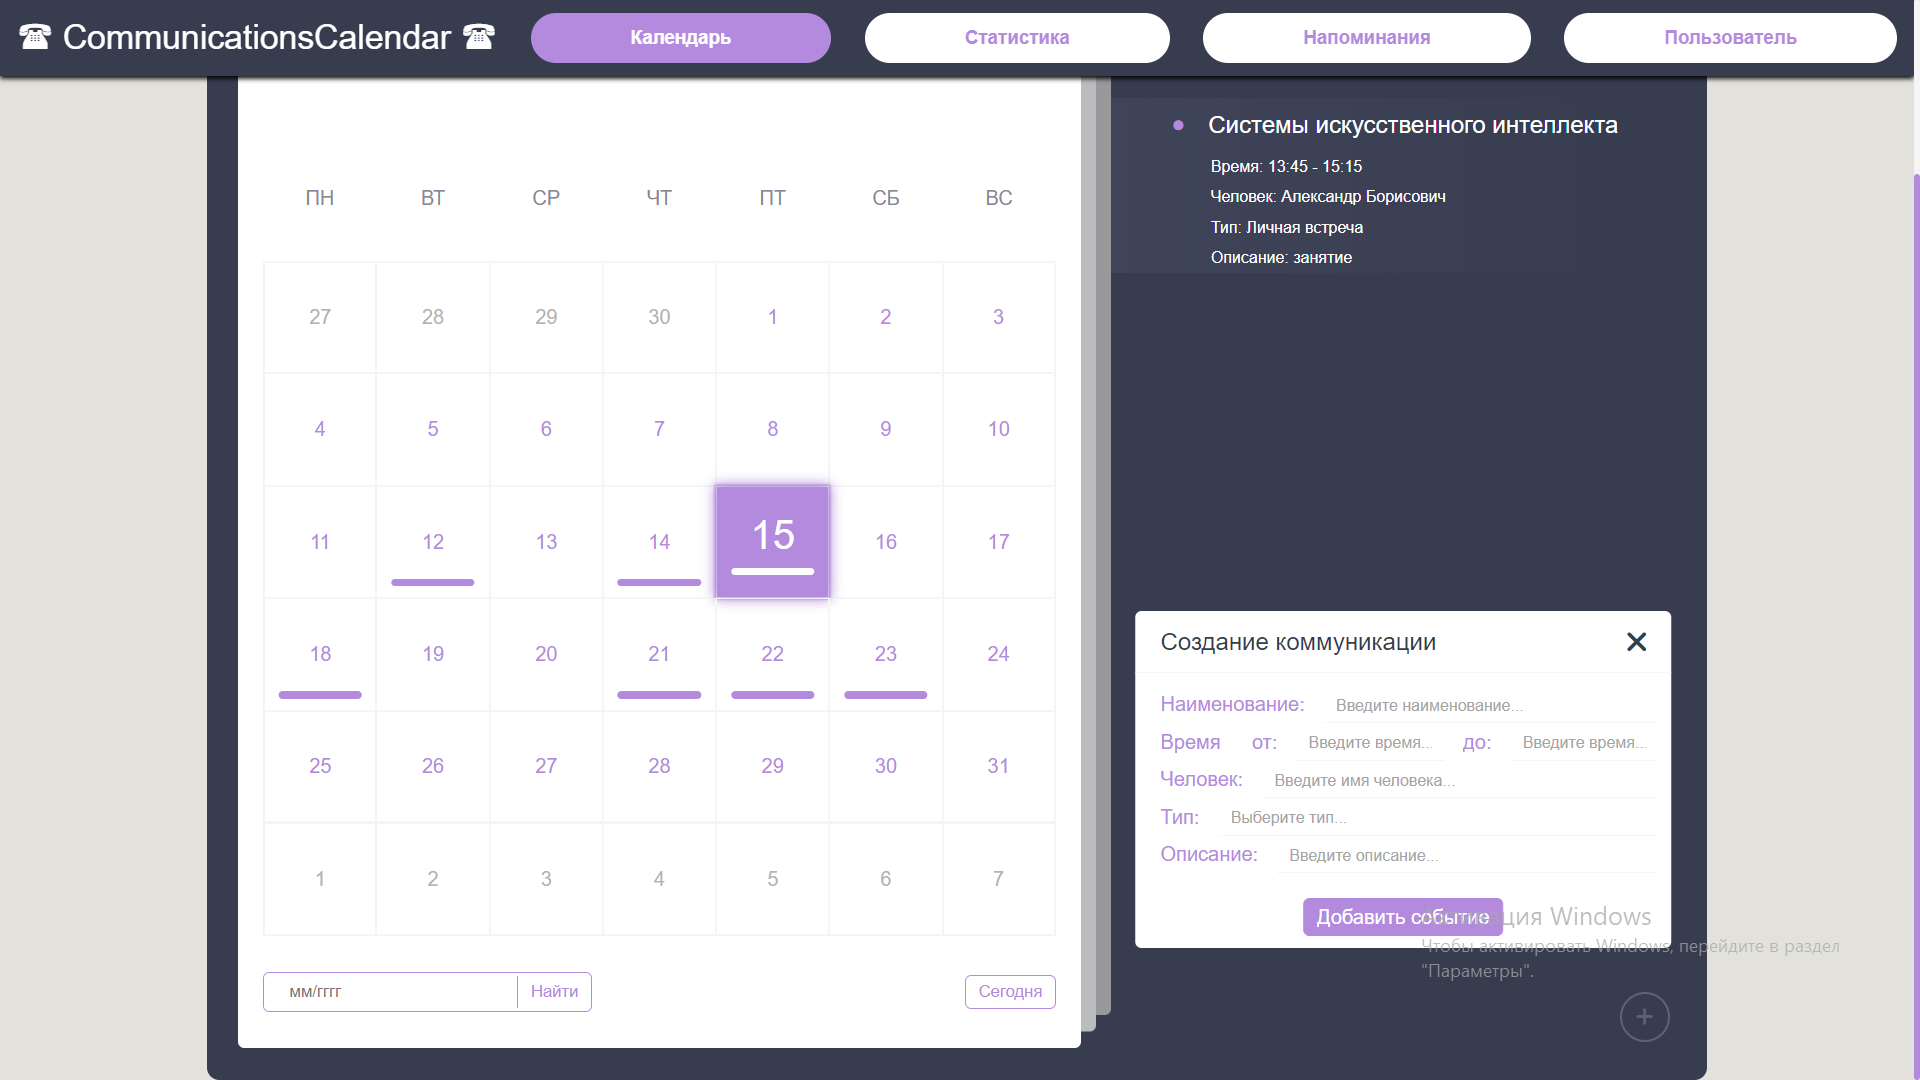 ☎ CommunicationsCalendar ☎
Календарь
Статистика
Напоминания
Пользователь
ПН ВТ СР ЧТ ПТ СБ ВС
27 28 29 30 1 2 3
4 5 6 7 8 9 10
11 12 13 14 15 16 17
18 19 20 21 22 23 24
25 26 27 28 29 30 31
1 2 3 4 5 6 7
мм/гггг
Найти
Сегодня
Системы искусственного интеллекта
Время: 13:45 - 15:15
Человек: Александр Борисович
Тип: Личная встреча
Описание: занятие
Создание коммуникации
Наименование: Введите наименование...
Время от: Введите время... до: Введите время...
Человек: Введите имя человека...
Тип: Выберите тип...
Описание: Введите описание...
Добавить событие
Активация Windows
Чтобы активировать Windows, перейдите в раздел
"Параметры".
+